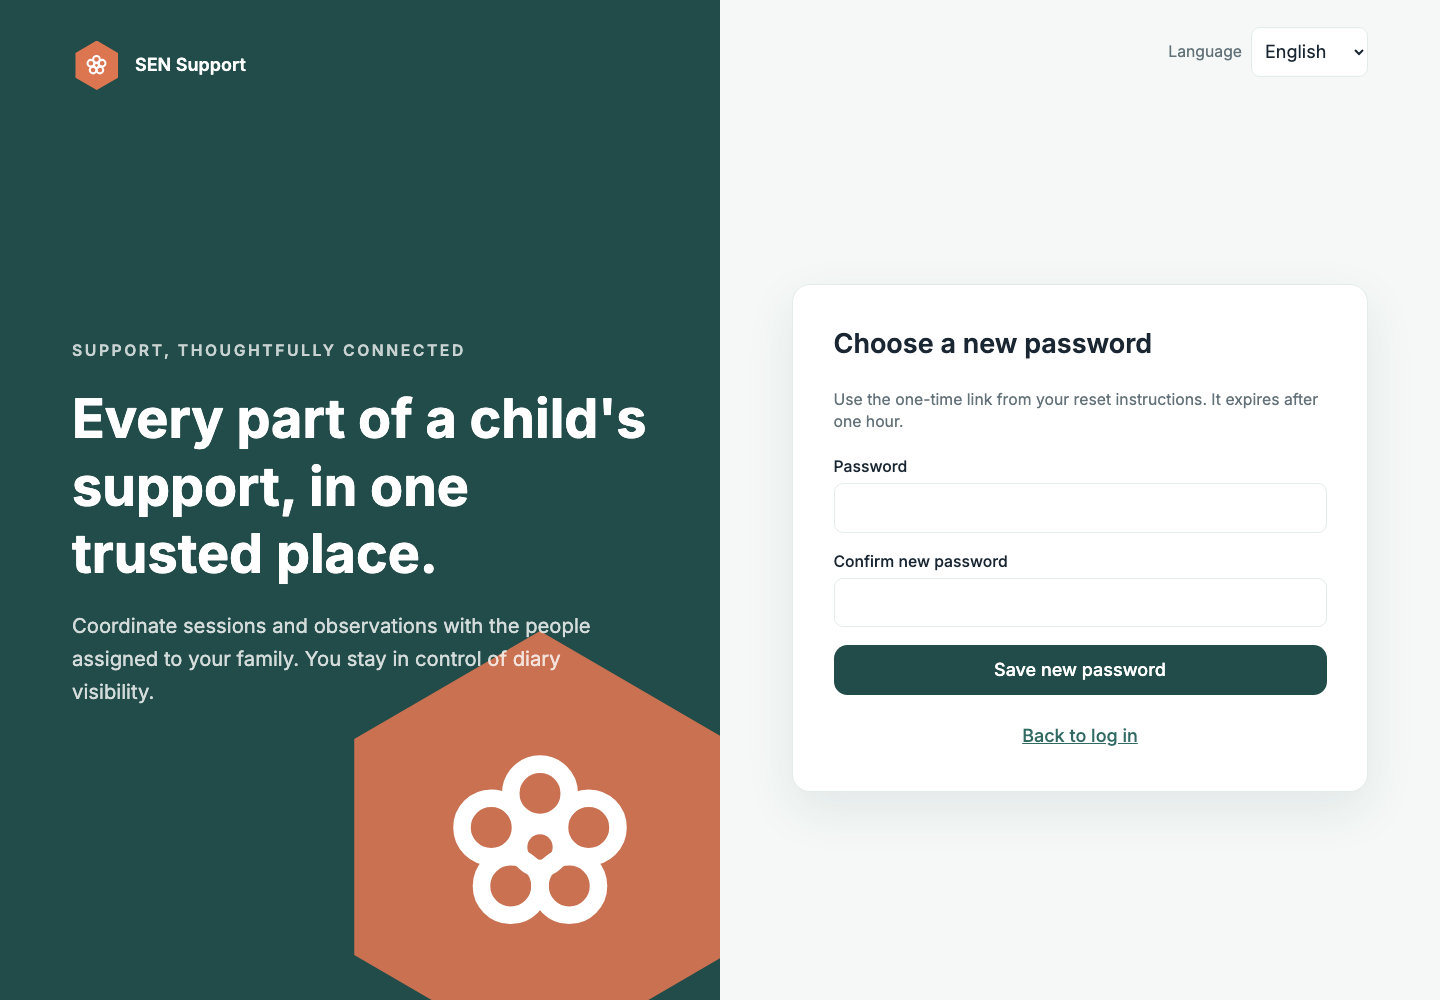 SEN Support
Language
English
SUPPORT, THOUGHTFULLY CONNECTED
Every part of a child's
support, in one
trusted place.
Coordinate sessions and observations with the people
assigned to your family. You stay in control of diary
visibility.
Choose a new password
Use the one-time link from your reset instructions. It expires after
one hour.
Password
Confirm new password
Save new password
Back to log in